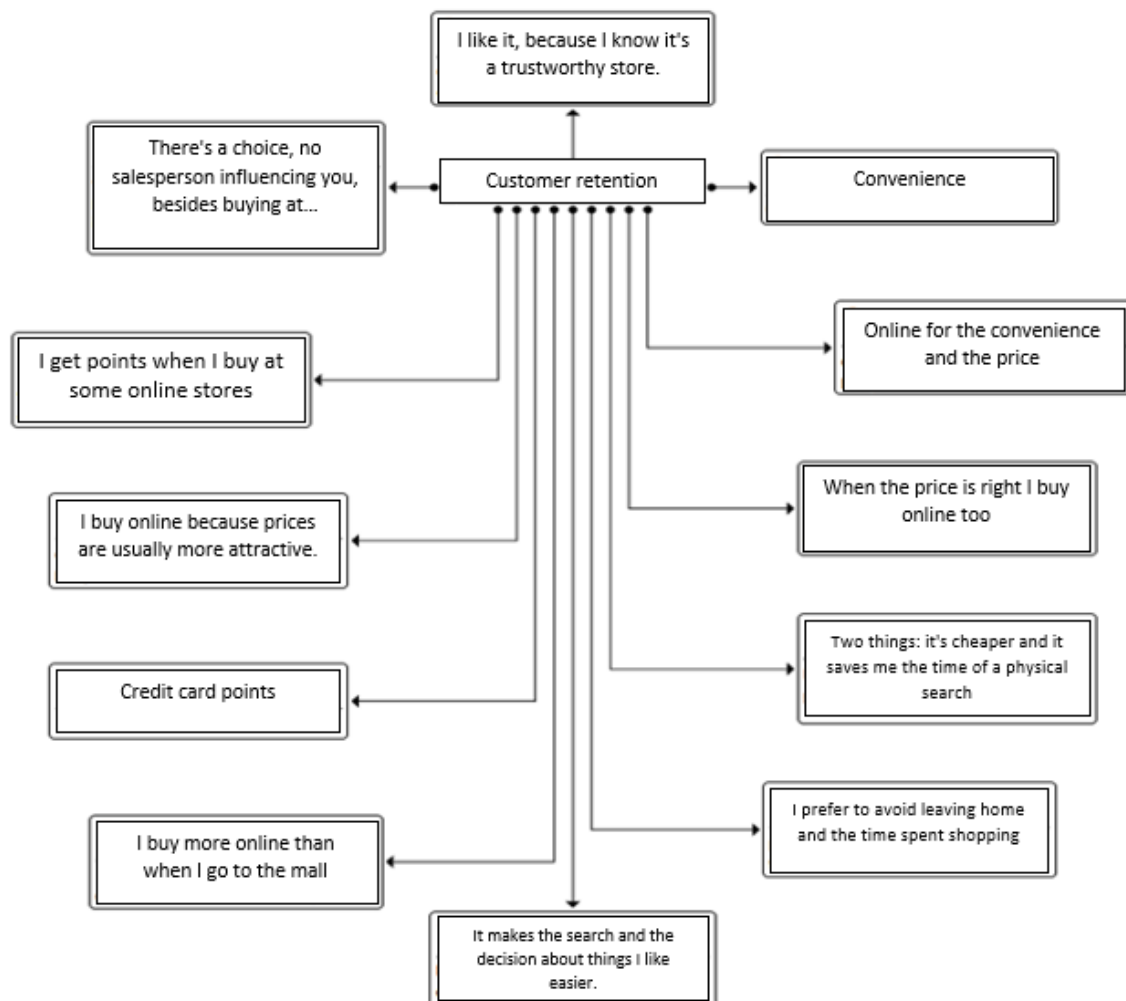 I like it, because I know it's
a trustworthy store.
There's a choice, no
salesperson influencing you,
besides buying at...
Customer retention
Convenience
Online for the convenience
and the price
I get points when I buy at
some online stores
When the price is right I buy
online too
I buy online because prices
are usually more attractive.
Two things: it's cheaper and it
saves me the time of a physical
search
Credit card points
I prefer to avoid leaving home
and the time spent shopping
I buy more online than
when I go to the mall
It makes the search and the
decision about things I like
easier.